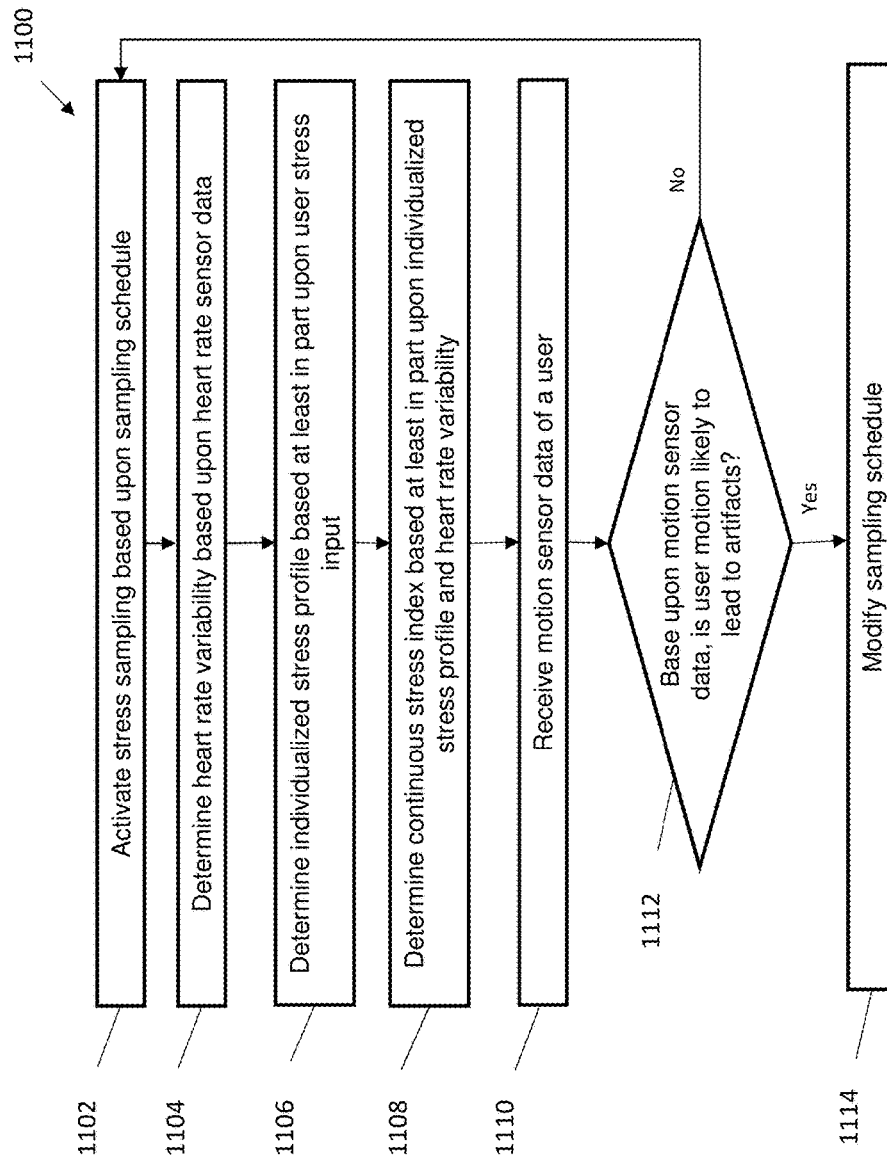 1100
1102
Activate stress sampling based upon sampling schedule
1104
Determine heart rate variability based upon heart rate sensor data
1106
Determine individualized stress profile based at least in part upon user stress
input
1108
Determine continuous stress index based at least in part upon individualized
stress profile and heart rate variability
1110
Receive motion sensor data of a user
1112
Base upon motion sensor
data, is user motion likely to
lead to artifacts?
No
Yes
1114
Modify sampling schedule